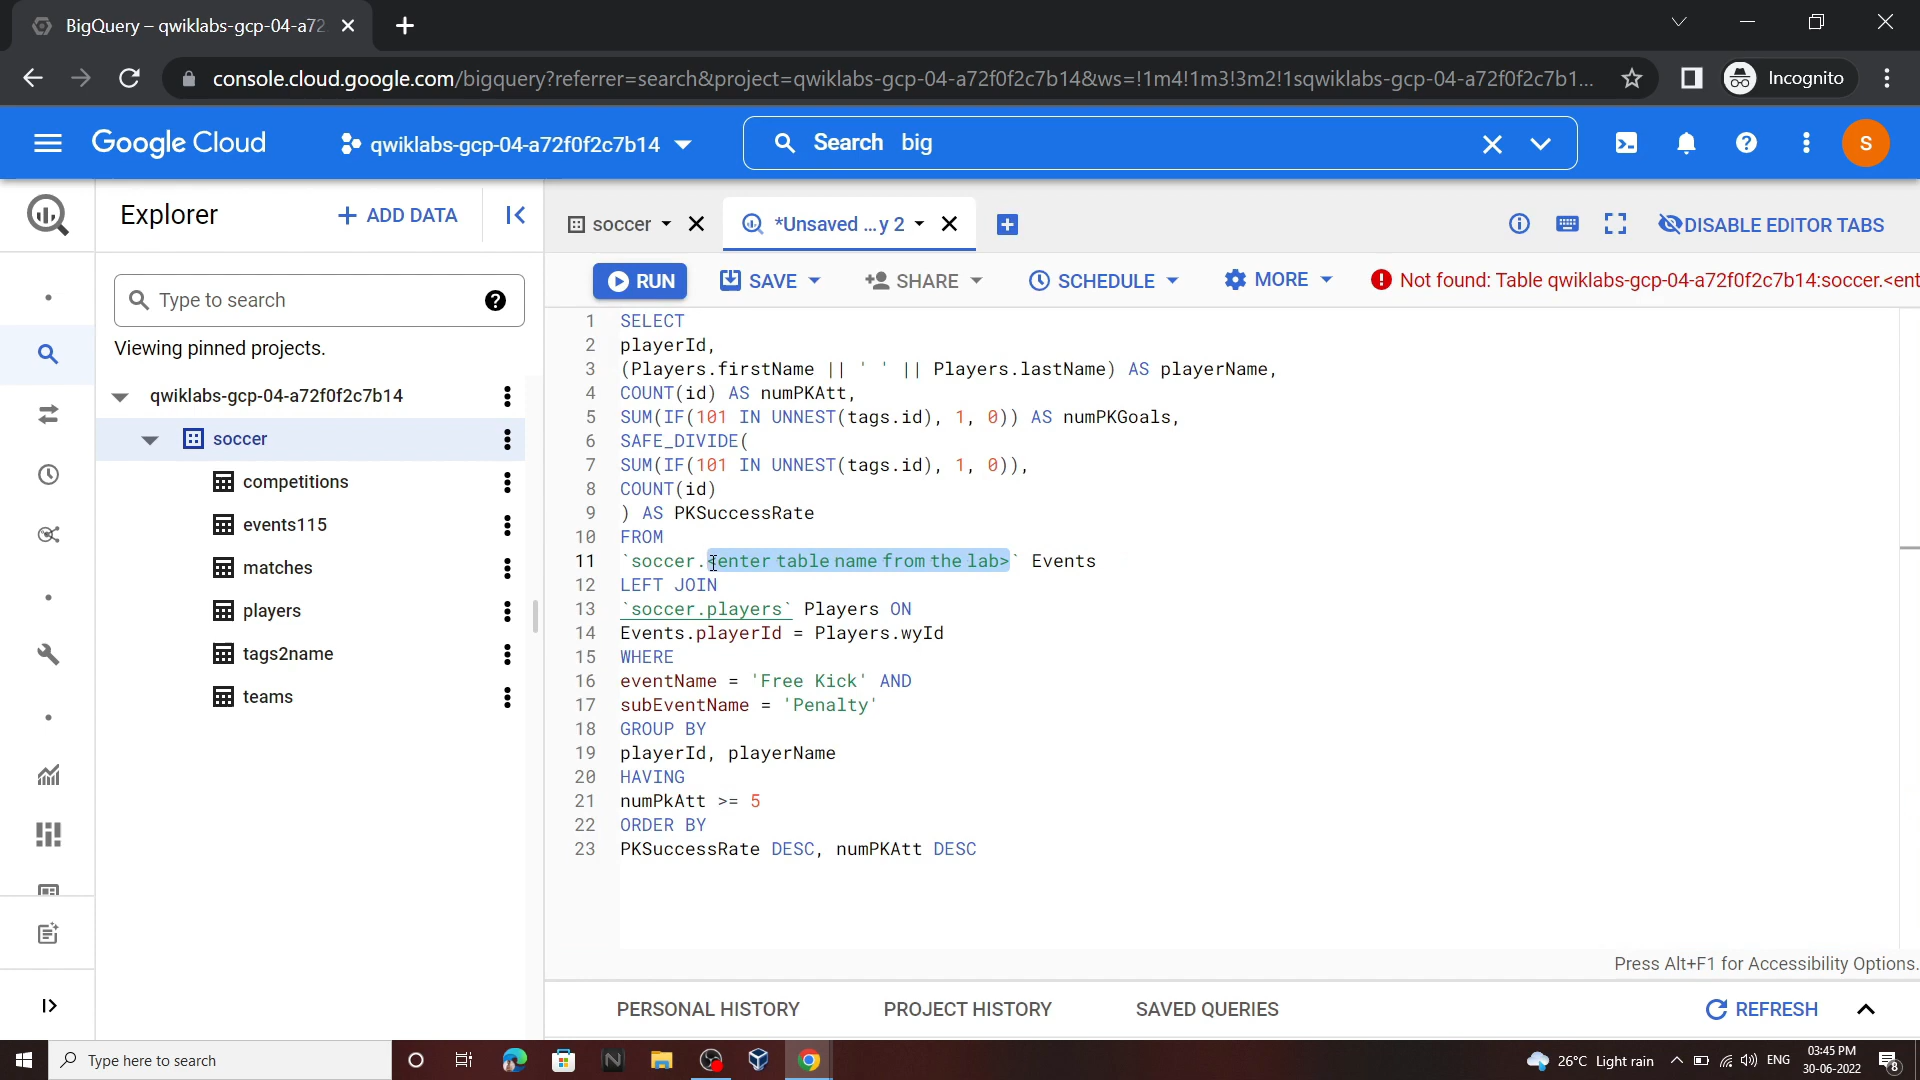 BigQuery – qwiklabs-gcp-04-a72
console.cloud.google.com/bigquery?referrer=search&project=qwiklabs-gcp-04-a72f0f2c7b14&ws=!1m4!1m3!3m2!1sqwiklabs-gcp-04-a72f0f2c7b1...
Incognito
Google Cloud
qwiklabs-gcp-04-a72f0f2c7b14
Search big
S
Explorer
+ ADD DATA
soccer
*Unsaved ...y 2
DISABLE EDITOR TABS
RUN
SAVE
SHARE
SCHEDULE
MORE
Not found: Table qwiklabs-gcp-04-a72f0f2c7b14:soccer.<ent
Type to search
Viewing pinned projects.
qwiklabs-gcp-04-a72f0f2c7b14
soccer
competitions
events115
matches
players
tags2name
teams
1 SELECT
2 playerId,
3 (Players.firstName || ' ' || Players.lastName) AS playerName,
4 COUNT(id) AS numPKAtt,
5 SUM(IF(101 IN UNNEST(tags.id), 1, 0)) AS numPKGoals,
6 SAFE_DIVIDE(
7 SUM(IF(101 IN UNNEST(tags.id), 1, 0)),
8 COUNT(id)
9 ) AS PKSuccessRate
10 FROM
11 `soccer.<enter table name from the lab>` Events
12 LEFT JOIN
13 `soccer.players` Players ON
14 Events.playerId = Players.wyId
15 WHERE
16 eventName = 'Free Kick' AND
17 subEventName = 'Penalty'
18 GROUP BY
19 playerId, playerName
20 HAVING
21 numPkAtt >= 5
22 ORDER BY
23 PKSuccessRate DESC, numPKAtt DESC
Press Alt+F1 for Accessibility Options.
PERSONAL HISTORY
PROJECT HISTORY
SAVED QUERIES
REFRESH
Type here to search
26°C Light rain
ENG
03:45 PM
30-06-2022
8